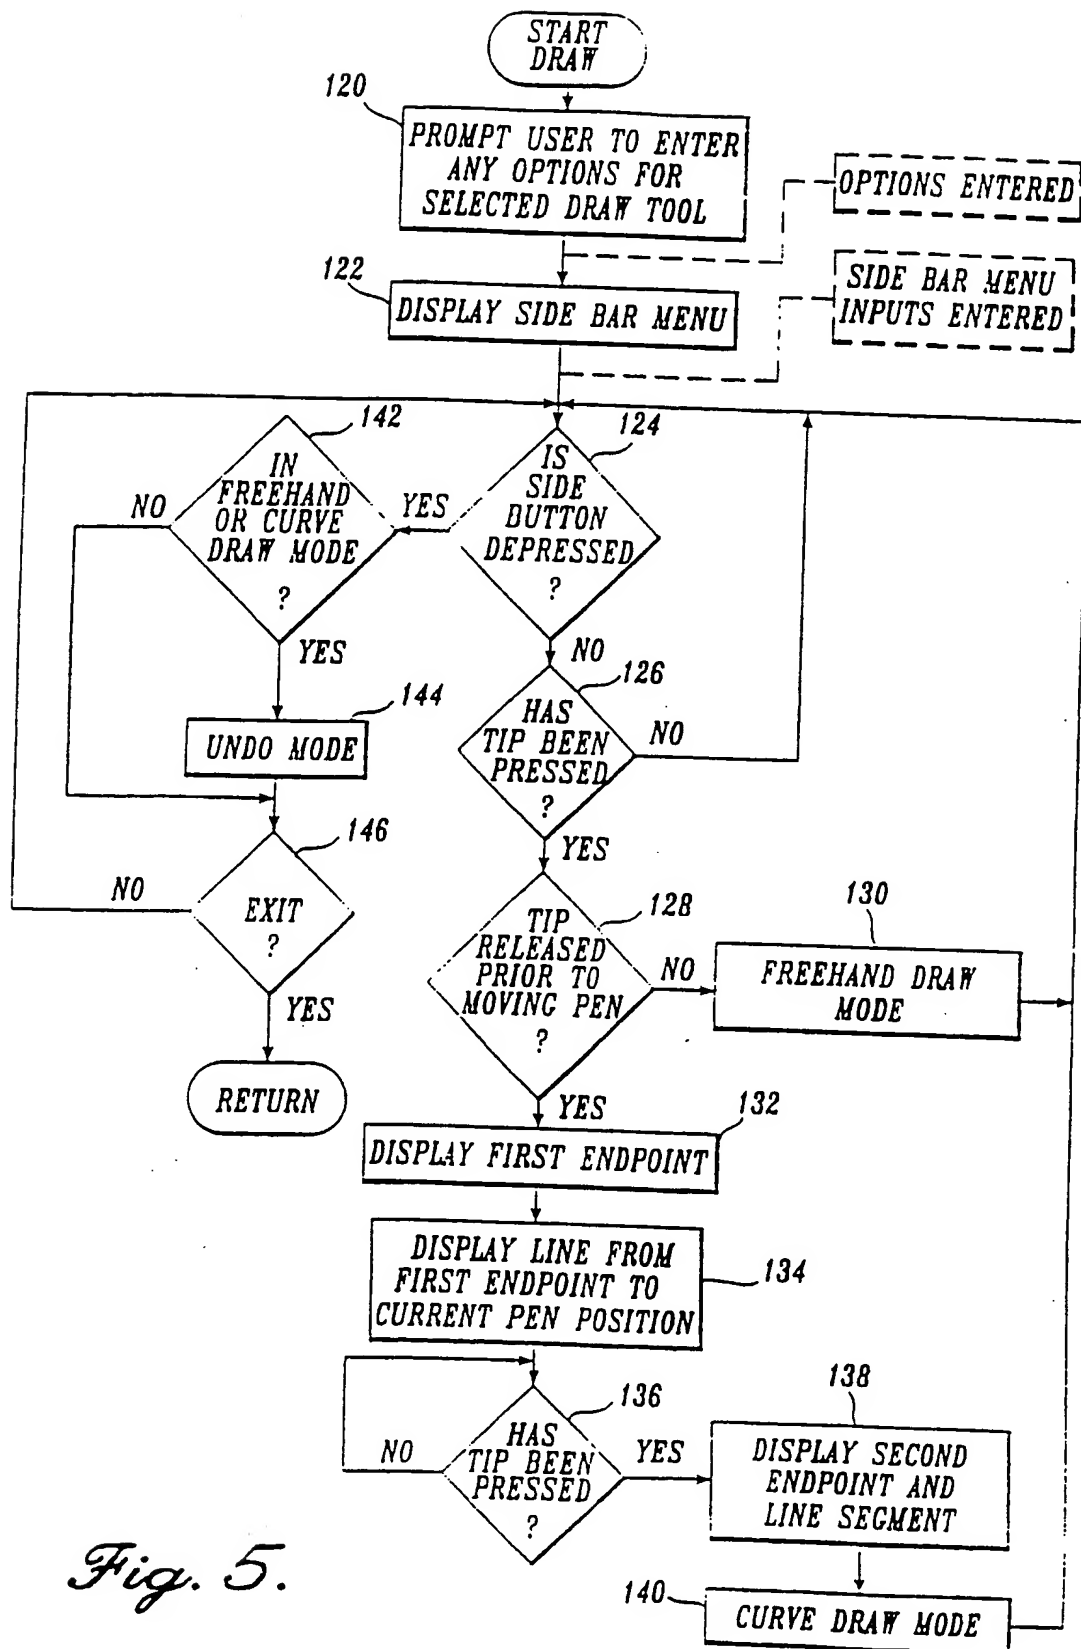 START
DRAW
120
PROMPT USER TO ENTER
ANY OPTIONS FOR
SELECTED DRAW TOOL
OPTIONS ENTERED
122
DISPLAY SIDE BAR MENU
SIDE BAR MENU
INPUTS ENTERED
142
IN
FREEHAND
OR CURVE
DRAW MODE
?
NO
YES
124
IS
SIDE
BUTTON
DEPRESSED
?
YES
NO
144
UNDO MODE
126
HAS
TIP BEEN
PRESSED
?
NO
YES
146
EXIT
?
NO
YES
RETURN
128
TIP
RELEASED
PRIOR TO
MOVING PEN
?
NO
130
FREEHAND DRAW
MODE
YES
132
DISPLAY FIRST ENDPOINT
DISPLAY LINE FROM
FIRST ENDPOINT TO
CURRENT PEN POSITION
134
136
HAS
TIP BEEN
PRESSED
?
NO
YES
138
DISPLAY SECOND
ENDPOINT AND
LINE SEGMENT
140
CURVE DRAW MODE
Fig. 5.